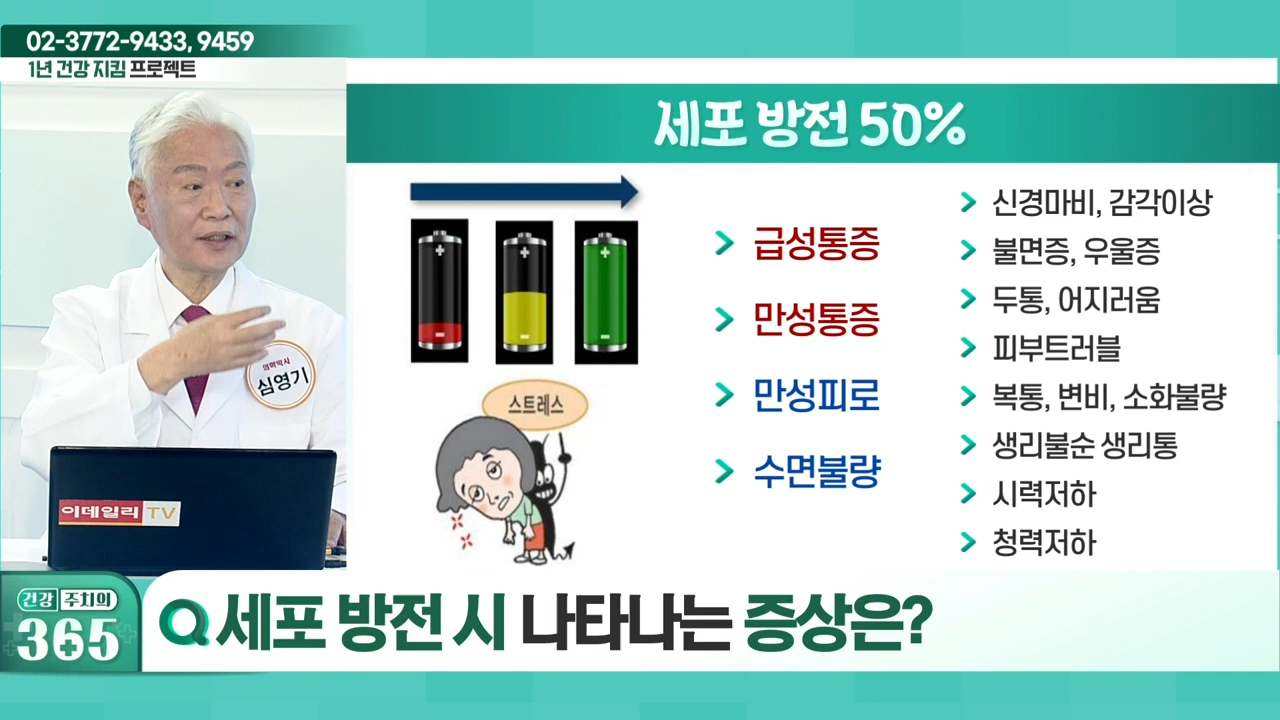 02-3772-9433, 9459
1년 건강 지킴 프로젝트
세포 방전 50%
급성통증
만성통증
만성피로
수면불량
신경마비, 감각이상
불면증, 우울증
두통, 어지러움
피부트러블
복통, 변비, 소화불량
생리불순 생리통
시력저하
청력저하
스트레스
의학박사
심영기
이데일리 TV
건강 주치의
365
Q 세포 방전 시 나타나는 증상은?